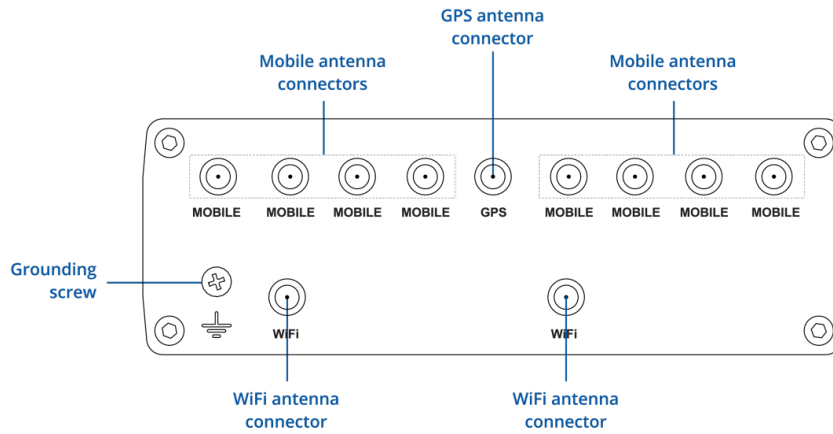 GPS antenna
connector
Mobile antenna
connectors
Mobile antenna
connectors
MOBILE MOBILE MOBILE MOBILE GPS MOBILE MOBILE MOBILE MOBILE
Grounding
screw
WiFi WiFi
WiFi antenna
connector
WiFi antenna
connector